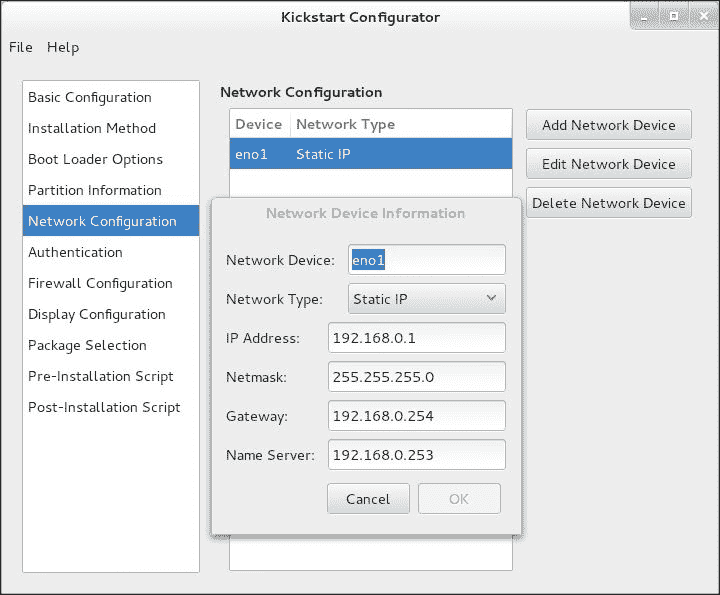 Kickstart Configurator
File Help
Basic Configuration
Installation Method
Boot Loader Options
Partition Information
Network Configuration
Authentication
Firewall Configuration
Display Configuration
Package Selection
Pre-Installation Script
Post-Installation Script
Network Configuration
Device Network Type
eno1 Static IP
Add Network Device
Edit Network Device
Delete Network Device
Network Device Information
Network Device: eno1
Network Type: Static IP
IP Address: 192.168.0.1
Netmask: 255.255.255.0
Gateway: 192.168.0.254
Name Server: 192.168.0.253
Cancel OK